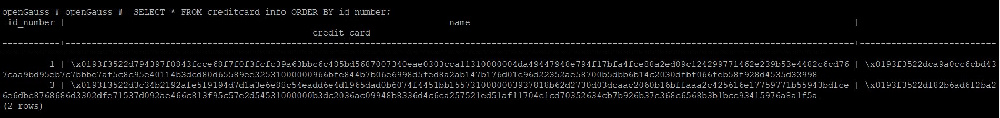 openGauss=# openGauss=#  SELECT * FROM creditcard_info ORDER BY id_number;
id_number | name |
credit_card
-----------+------------------------------------------------------------------------------------------------------------------------------------------------------+--------------------------
------------------------------------------------------------------------------------------------------------------------------------------------------------
1 | \x0193f3522d794397f0843fcce68f7f0f3fcfc39a63bbc6c485bd5687007340eae0303cca11310000004da49447948e794f17bfa4fce88a2ed89c124299771462e239b53e4482c6cd76 | \x0193f3522dca9a0cc6cbd43
7caa9bd95eb7c7bbbe7af5c8c95e40114b3dcd80d65589ee32531000000966bfe844b7b06e6998d5fed8a2ab147b176d01c96d22352ae58700b5dbb6b14c2030dfbf066feb58f928d4535d33998
3 | \x0193f3522d3c34b2192afe5f9194d7d1a3e6e88c54eadd6e4d1965dad0b6074f4451bb1557310000003937818b62d2730d03dcaac2060b16bffaaa2c425616e17759771b55943bdfce | \x0193f3522df82b6ad6f2ba2
6e6dbc8768686d3302dfe71537d092ae466c813f95c57e2d54531000000b3dc2036ac09948b8336d4c6ca257521ed51af11704c1cd70352634cb7b926b37c368c6568b3b1bcc93415976a8a1f5a
(2 rows)